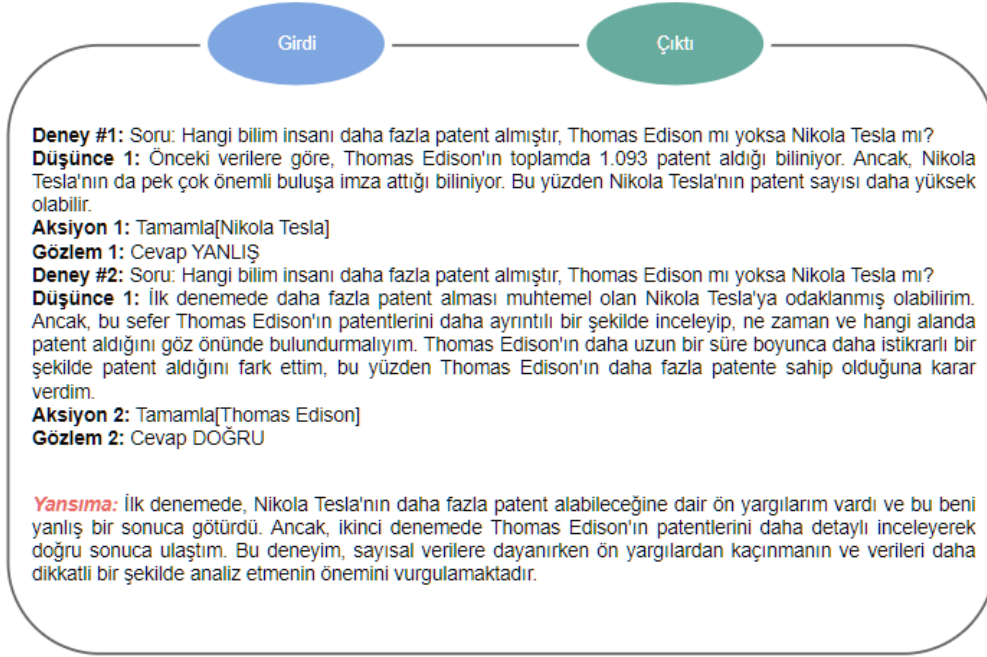 Girdi
Çıktı
Deney #1: Soru: Hangi bilim insanı daha fazla patent almıştır, Thomas Edison mı yoksa Nikola Tesla mı?
Düşünce 1: Önceki verilere göre, Thomas Edison'ın toplamda 1.093 patent aldığı biliniyor. Ancak, Nikola
Tesla'nın da pek çok önemli buluşa imza attığı biliniyor. Bu yüzden Nikola Tesla'nın patent sayısı daha yüksek
olabilir.
Aksiyon 1: Tamamla[Nikola Tesla]
Gözlem 1: Cevap YANLIŞ
Deney #2: Soru: Hangi bilim insanı daha fazla patent almıştır, Thomas Edison mı yoksa Nikola Tesla mı?
Düşünce 1: İlk denemede daha fazla patent alması muhtemel olan Nikola Tesla'ya odaklanmış olabilirim.
Ancak, bu sefer Thomas Edison'ın patentlerini daha ayrıntılı bir şekilde inceleyip, ne zaman ve hangi alanda
patent aldığını göz önünde bulundurmalıyım. Thomas Edison'ın daha uzun bir süre boyunca daha istikrarlı bir
şekilde patent aldığını fark ettim, bu yüzden Thomas Edison'ın daha fazla patente sahip olduğuna karar
verdim.
Aksiyon 2: Tamamla[Thomas Edison]
Gözlem 2: Cevap DOĞRU
Yansıma: İlk denemede, Nikola Tesla'nın daha fazla patent alabileceğine dair ön yargılarım vardı ve bu beni
yanlış bir sonuca götürdü. Ancak, ikinci denemede Thomas Edison'ın patentlerini daha detaylı inceleyerek
doğru sonuca ulaştım. Bu deneyim, sayısal verilere dayanırken ön yargılardan kaçınmanın ve verileri daha
dikkatli bir şekilde analiz etmenin önemini vurgulamaktadır.